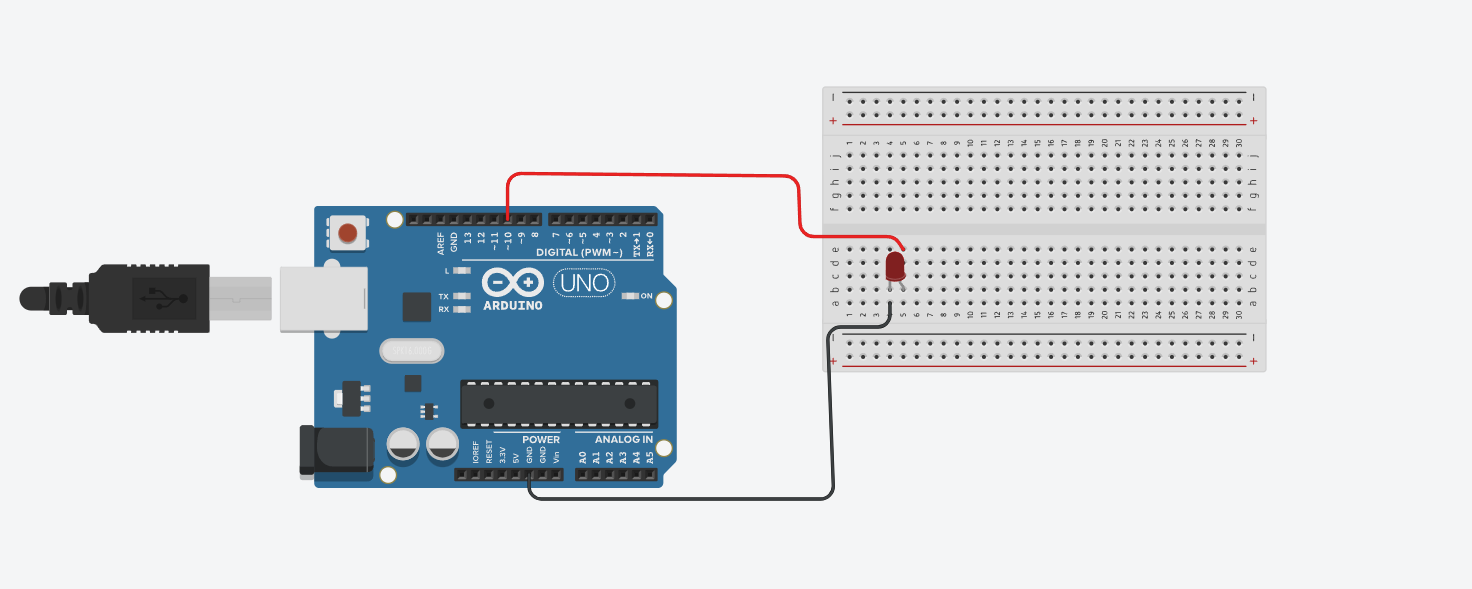 − −
+ +
1 2 3 4 5 6 7 8 9 10 11 12 13 14 15 16 17 18 19 20 21 22 23 24 25 26 27 28 29 30
j j
i i
h h
g g
f f
AREF GND 13 12 ~11 ~10 ~9 8 7 ~6 ~5 4 ~3 2 TX→1 RX←0
DIGITAL (PWM~)
L
TX
RX
UNO
ON
ARDUINO
e e
d d
c c
b b
a a
1 2 3 5 6 7 8 9 10 11 12 13 14 15 16 17 18 19 20 21 22 23 24 25 26 27 28 29 30
− −
+ +
POWER ANALOG IN
IOREF RESET 3.3V 5V GND GND Vin A0 A1 A2 A3 A4 A5